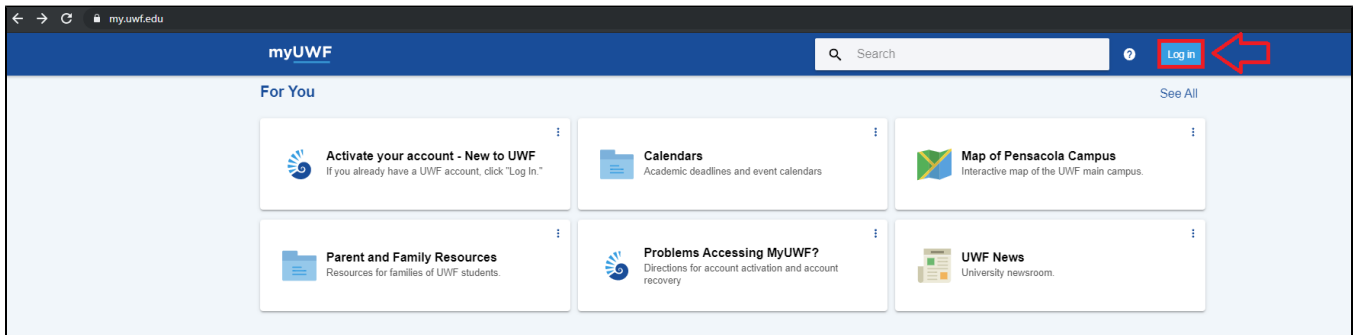 my.uwf.edu
myUWF
Search
Log in
For You
See All
Activate your account - New to UWF
If you already have a UWF account, click "Log In."
Calendars
Academic deadlines and event calendars
Map of Pensacola Campus
Interactive map of the UWF main campus.
Parent and Family Resources
Resources for families of UWF students.
Problems Accessing MyUWF?
Directions for account activation and account
recovery
UWF News
University newsroom.